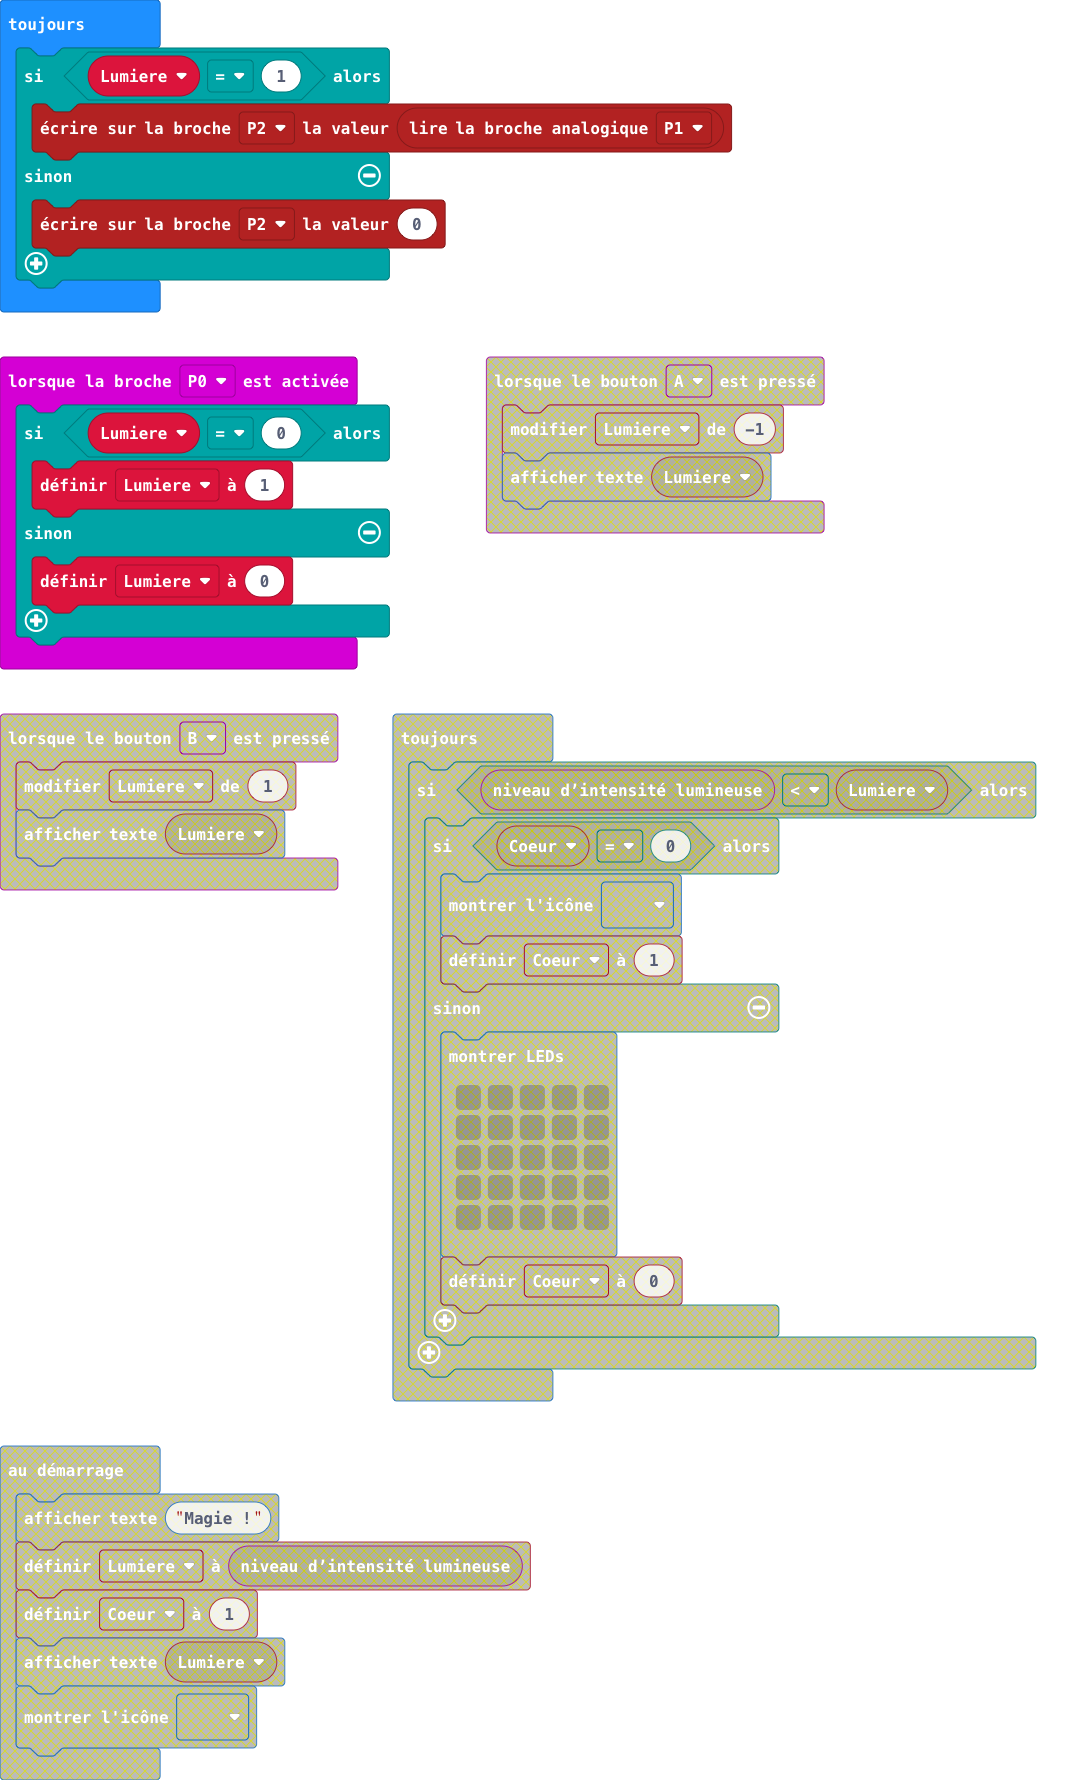 toujours
si Lumiere = 1 alors
écrire sur la broche P2 la valeur lire la broche analogique P1
sinon
écrire sur la broche P2 la valeur 0
lorsque la broche P0 est activée
si Lumiere = 0 alors
définir Lumiere à 1
sinon
définir Lumiere à 0
lorsque le bouton A est pressé
modifier Lumiere de −1
afficher texte Lumiere
lorsque le bouton B est pressé
modifier Lumiere de 1
afficher texte Lumiere
toujours
si niveau d’intensité lumineuse < Lumiere alors
si Coeur = 0 alors
montrer l'icône
définir Coeur à 1
sinon
montrer LEDs
définir Coeur à 0
au démarrage
afficher texte "Magie !"
définir Lumiere à niveau d’intensité lumineuse
définir Coeur à 1
afficher texte Lumiere
montrer l'icône